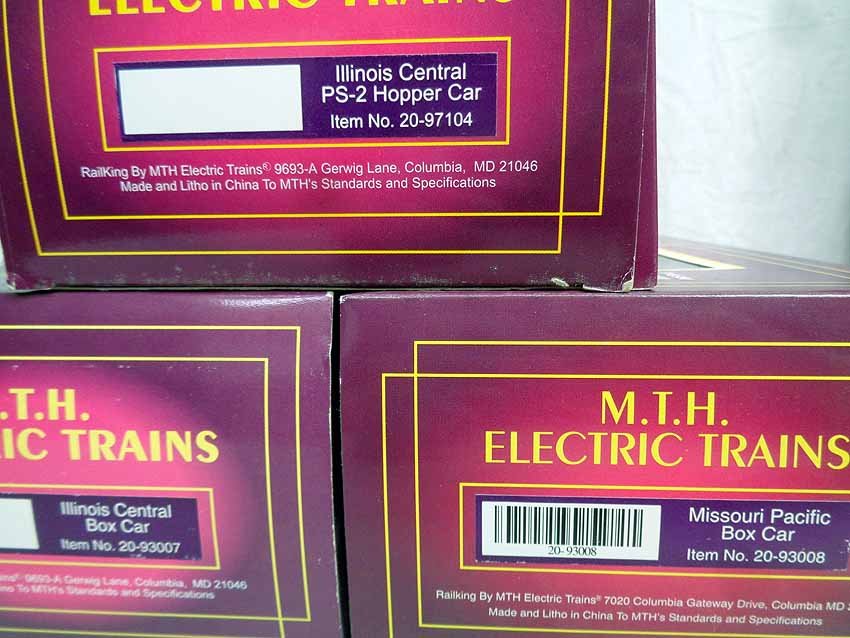 ELECTRIC TRAINS
Illinois Central
PS-2 Hopper Car
Item No. 20-97104
RailKing By MTH Electric Trains® 9693-A Gerwig Lane, Columbia, MD 21046
Made and Litho in China To MTH's Standards and Specifications
.T.H.
IC TRAINS
Illinois Central
Box Car
Item No. 20-93007
ains® 9693-A Gerwig Lane, Columbia, MD 21046
To MTH's Standards and Specifications
M.T.H.
ELECTRIC TRAINS
20-93008
Missouri Pacific
Box Car
Item No. 20-93008
Railking By MTH Electric Trains® 7020 Columbia Gateway Drive, Columbia MD
Made and Litho in China To MTH's Standards and Specifications